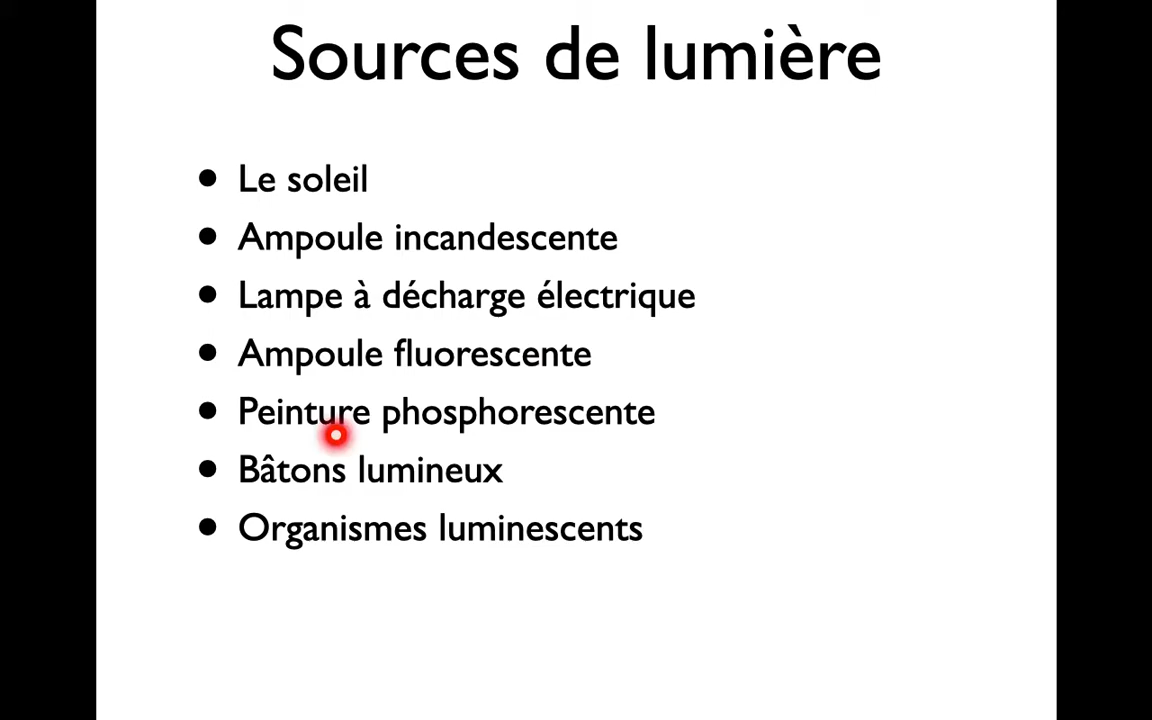 Sources de lumière
• Le soleil
• Ampoule incandescente
• Lampe à décharge électrique
• Ampoule fluorescente
• Peinture phosphorescente
• Bâtons lumineux
• Organismes luminescents